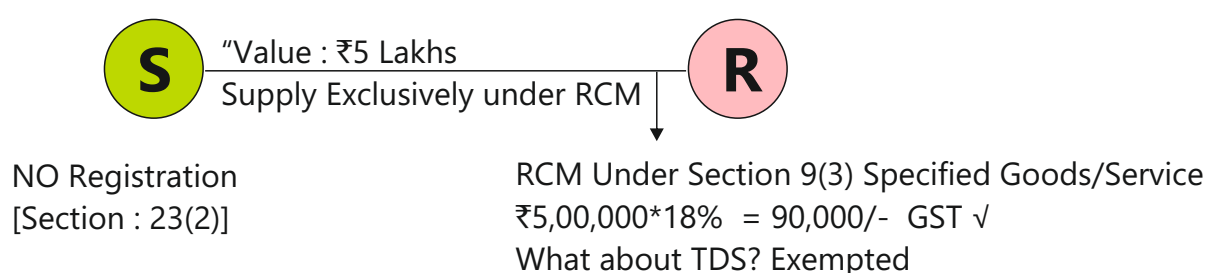 S
“Value : ₹5 Lakhs
Supply Exclusively under RCM
R
NO Registration
[Section : 23(2)]
RCM Under Section 9(3) Specified Goods/Service
₹5,00,000*18% = 90,000/- GST √
What about TDS? Exempted